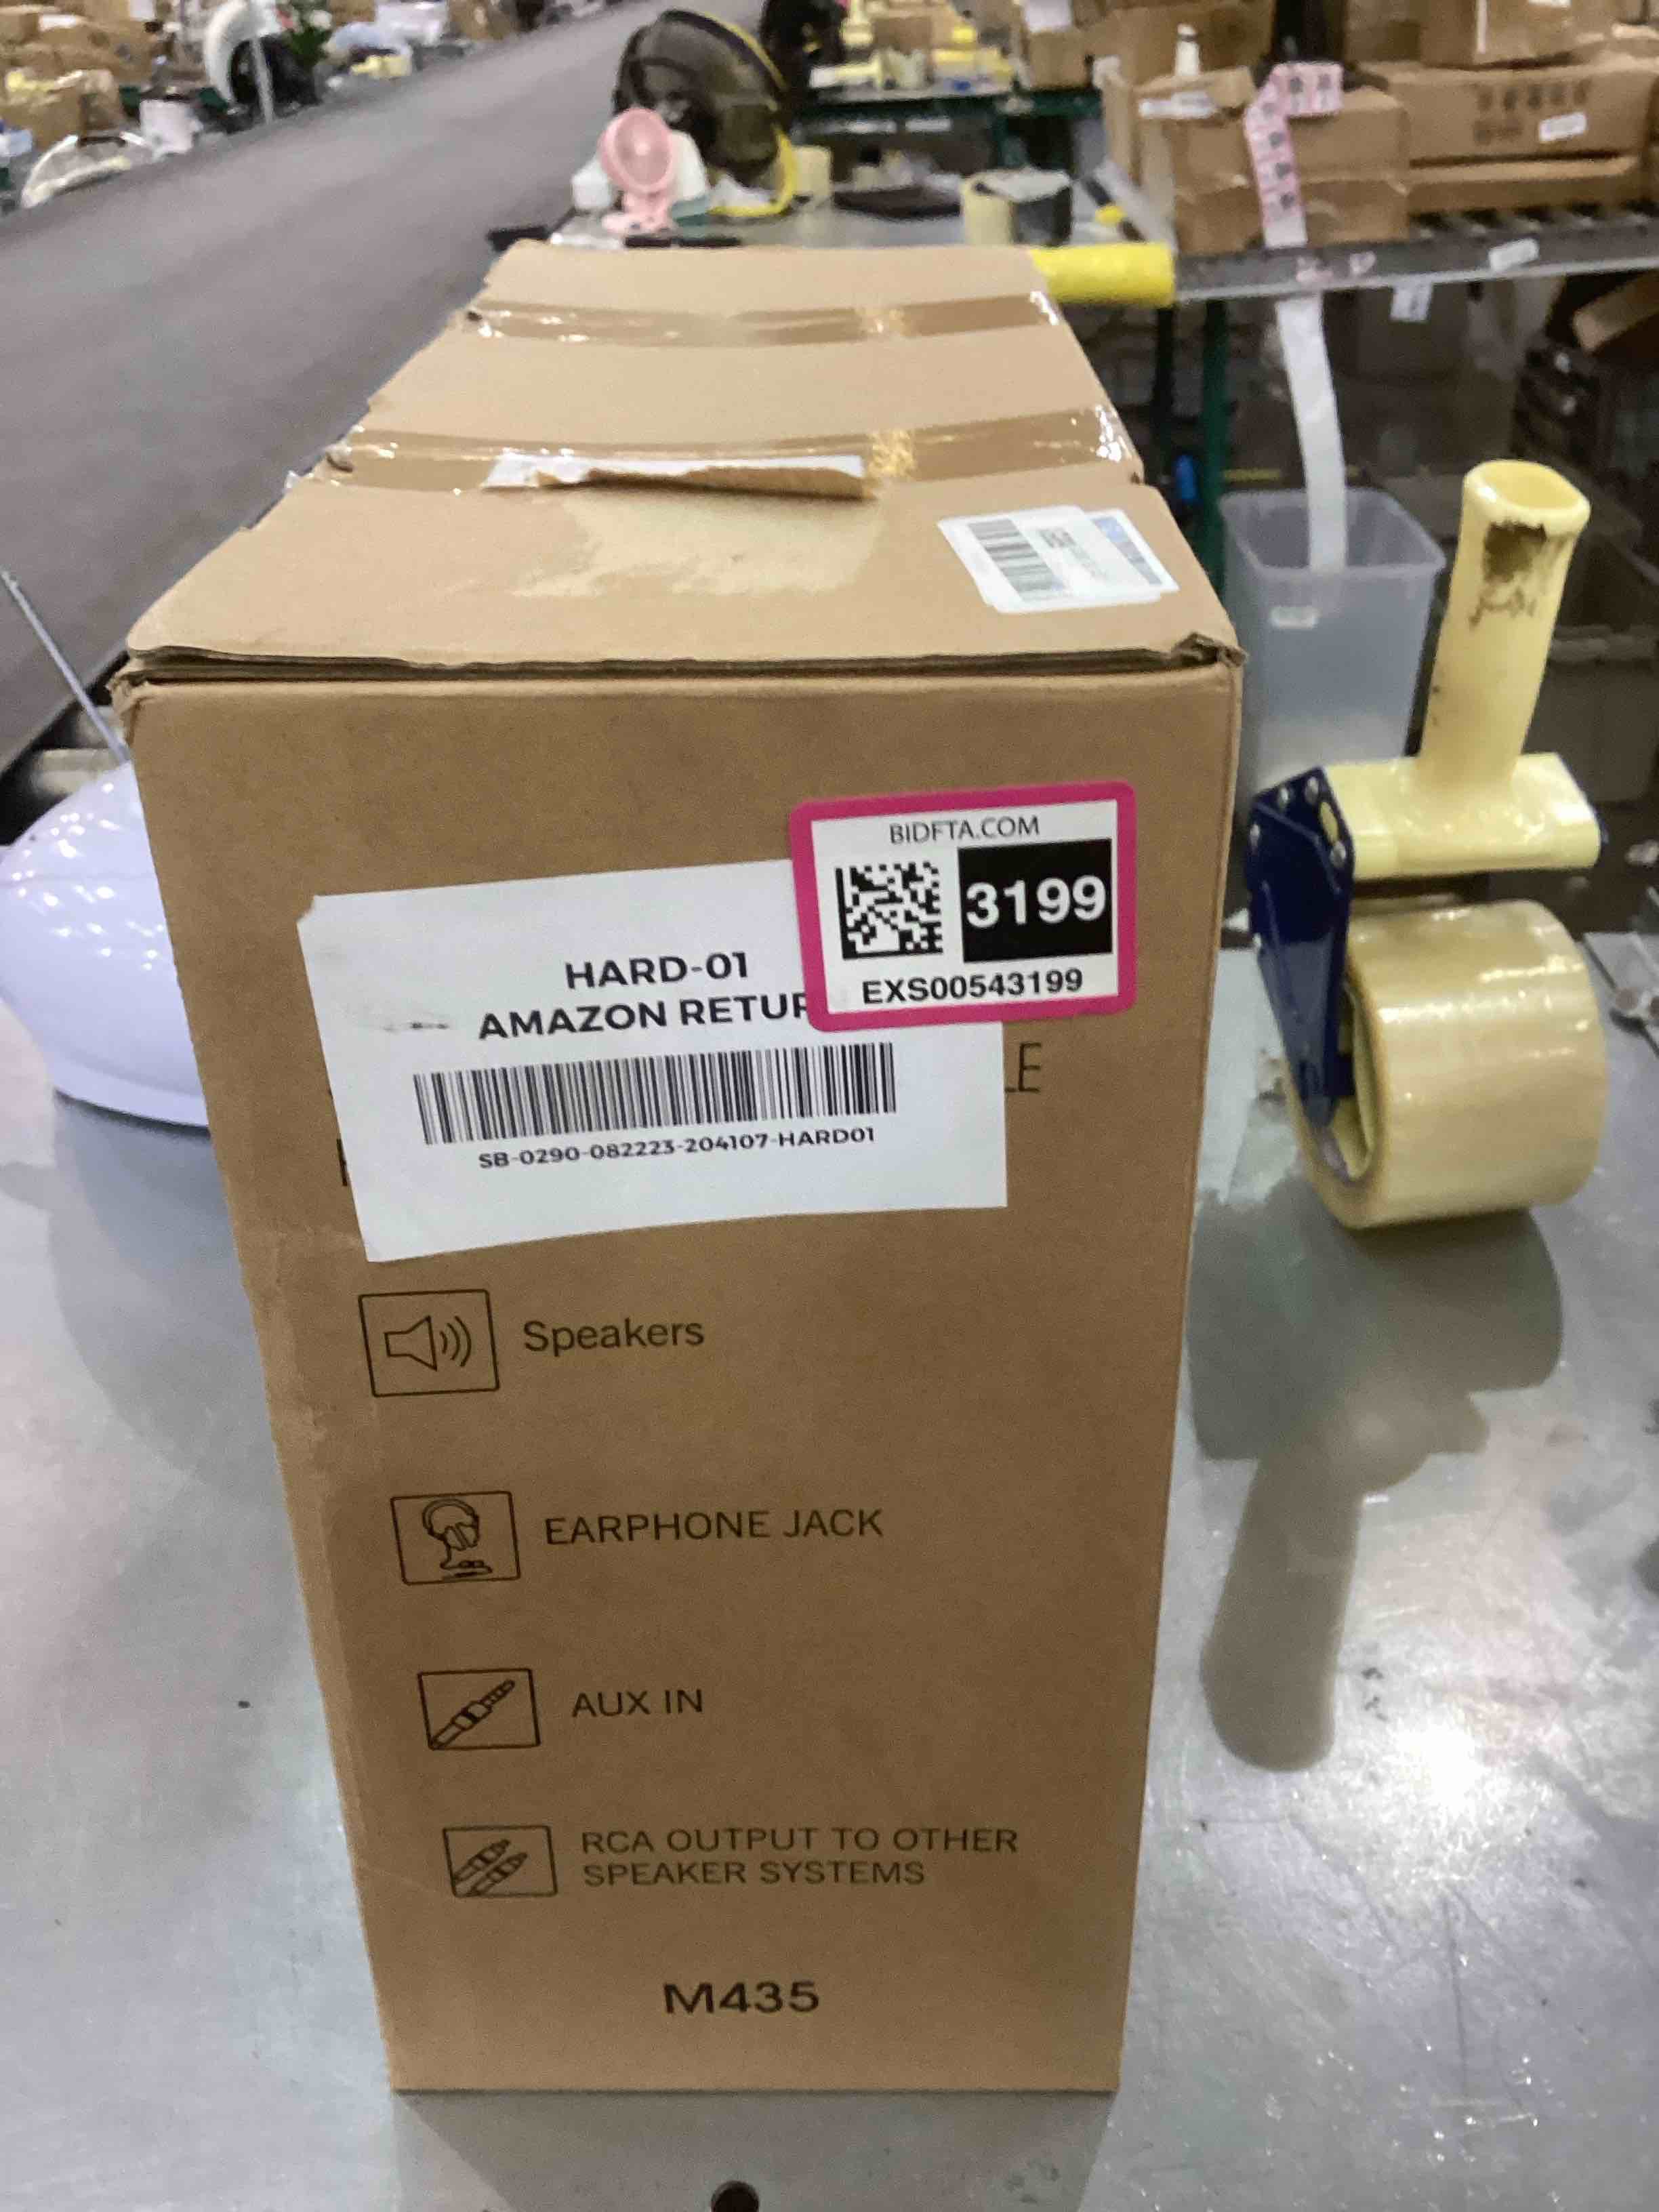 BIDFTA.COM
3199
EXS00543199
HARD-01
AMAZON RETUR
SB-0290-082223-204107-HARD01
LE
Speakers
EARPHONE JACK
AUX IN
RCA OUTPUT TO OTHER
SPEAKER SYSTEMS
M435